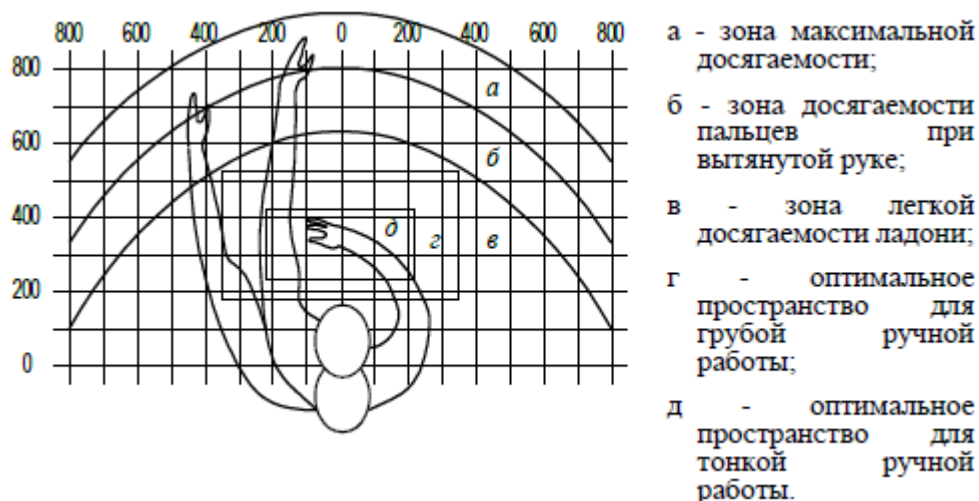 800 600 400 200 0 200 400 600 800
800
600
400
200
0
а
б
д г в
а - зона максимальной
досягаемости;
б - зона досягаемости
пальцев при
вытянутой руке;
в - зона легкой
досягаемости ладони;
г - оптимальное
пространство для
грубой ручной
работы;
д - оптимальное
пространство для
тонкой ручной
работы.